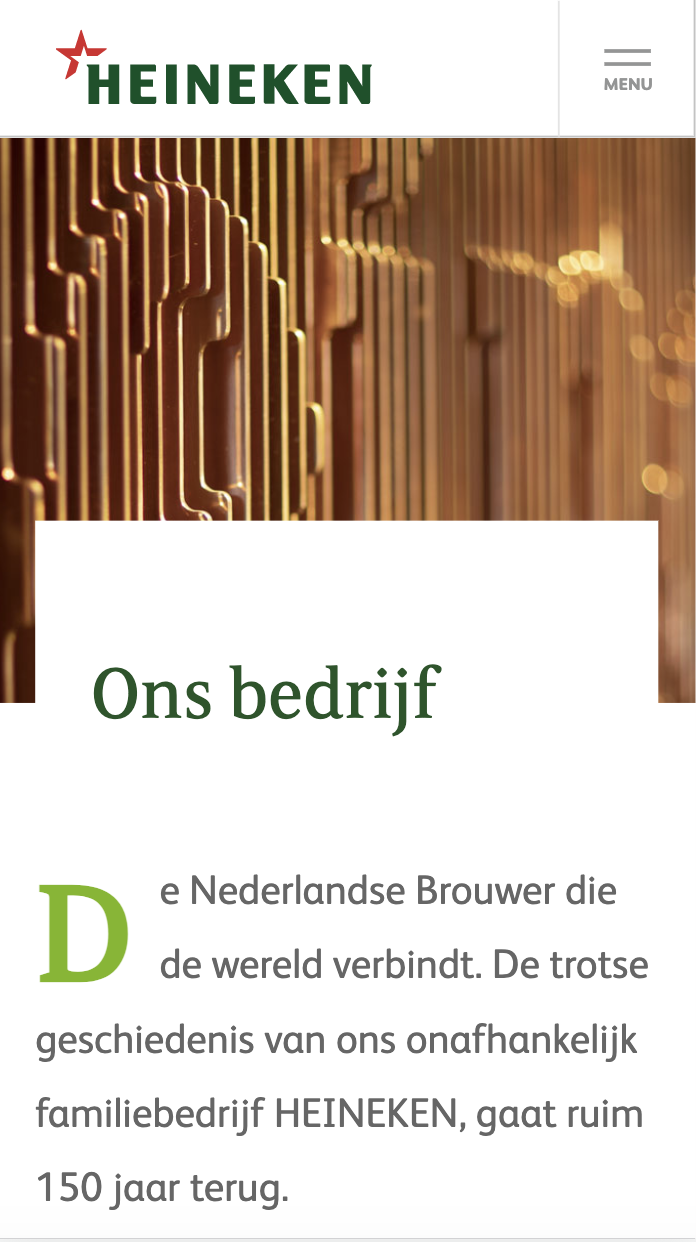 HEINEKEN
MENU
Ons bedrijf
De Nederlandse Brouwer die
de wereld verbindt. De trotse
geschiedenis van ons onafhankelijk
familiebedrijf HEINEKEN, gaat ruim
150 jaar terug.